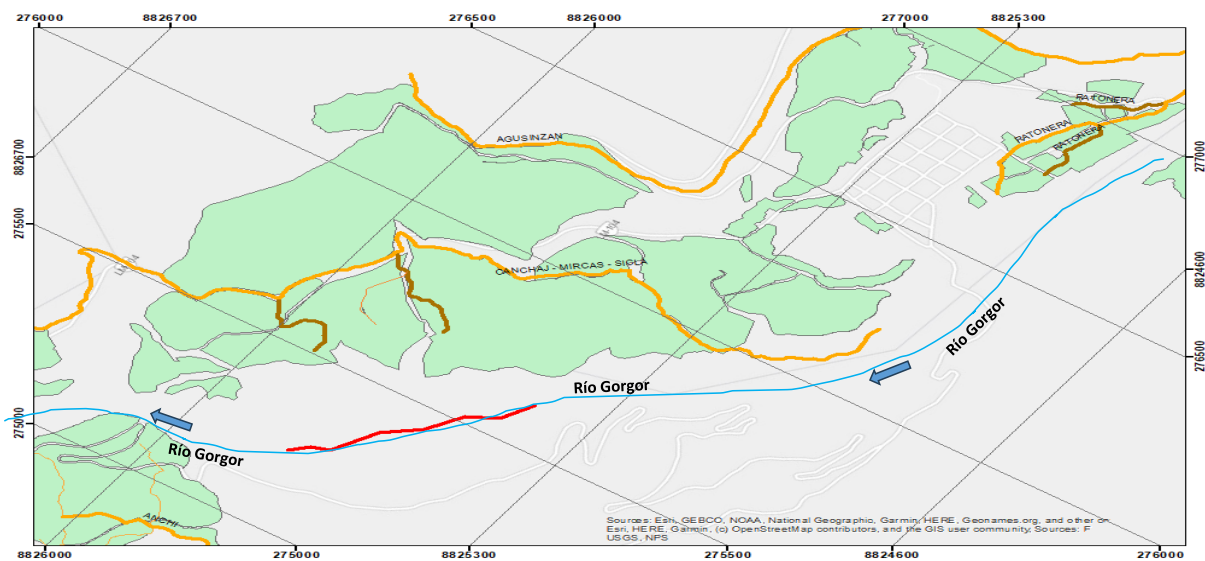 276000
8826700
276500
8826000
277000
8825300
8826700
275500
275000
277000
8824600
276500
RATONERA
RATONERA
RATONERA
AGUSINZAN
CANCHAJ - MIRCAS - SIGLA
Río Gorgor
Río Gorgor
Río Gorgor
ANCHI
Sources: Esri, GEBCO, NOAA, National Geographic, Garmin, HERE, Geonames.org, and other
Esri, HERE, Garmin, (c) OpenStreetMap contributors, and the GIS user community, Sources: F
USGS, NPS
8826000
275000
8825300
275500
8824600
276000